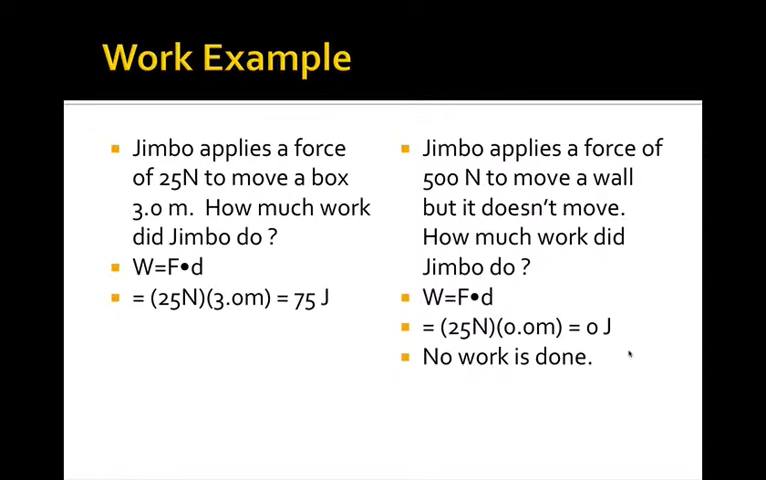 Work Example
Jimbo applies a force
of 25N to move a box
3.0 m. How much work
did Jimbo do ?
W=F•d
= (25N)(3.0m) = 75 J
Jimbo applies a force of
500 N to move a wall
but it doesn't move.
How much work did
Jimbo do ?
W=F•d
= (25N)(0.0m) = 0 J
No work is done.